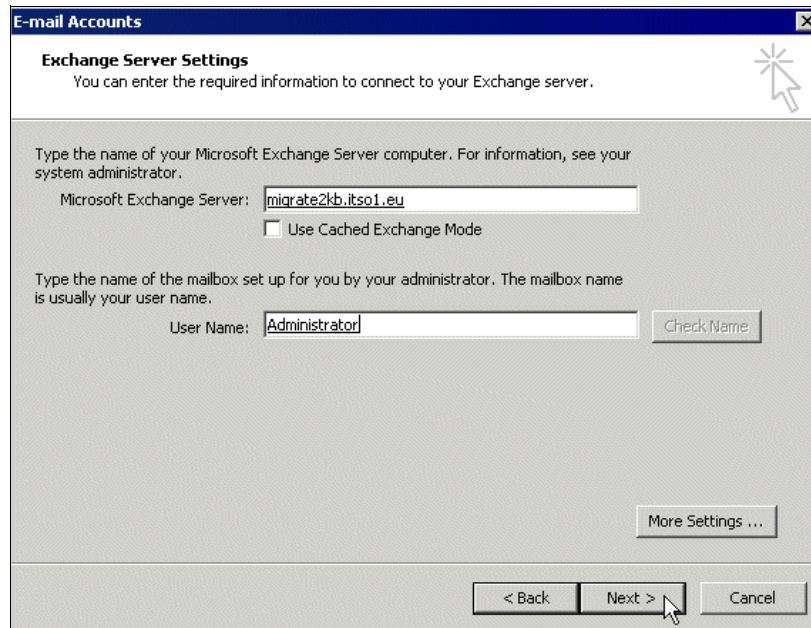 E-mail Accounts
Exchange Server Settings
You can enter the required information to connect to your Exchange server.
Type the name of your Microsoft Exchange Server computer. For information, see your
system administrator.
Microsoft Exchange Server: migrate2kb.itso1.eu
Use Cached Exchange Mode
Type the name of the mailbox set up for you by your administrator. The mailbox name
is usually your user name.
User Name: Administrator Check Name
More Settings ...
< Back Next > Cancel